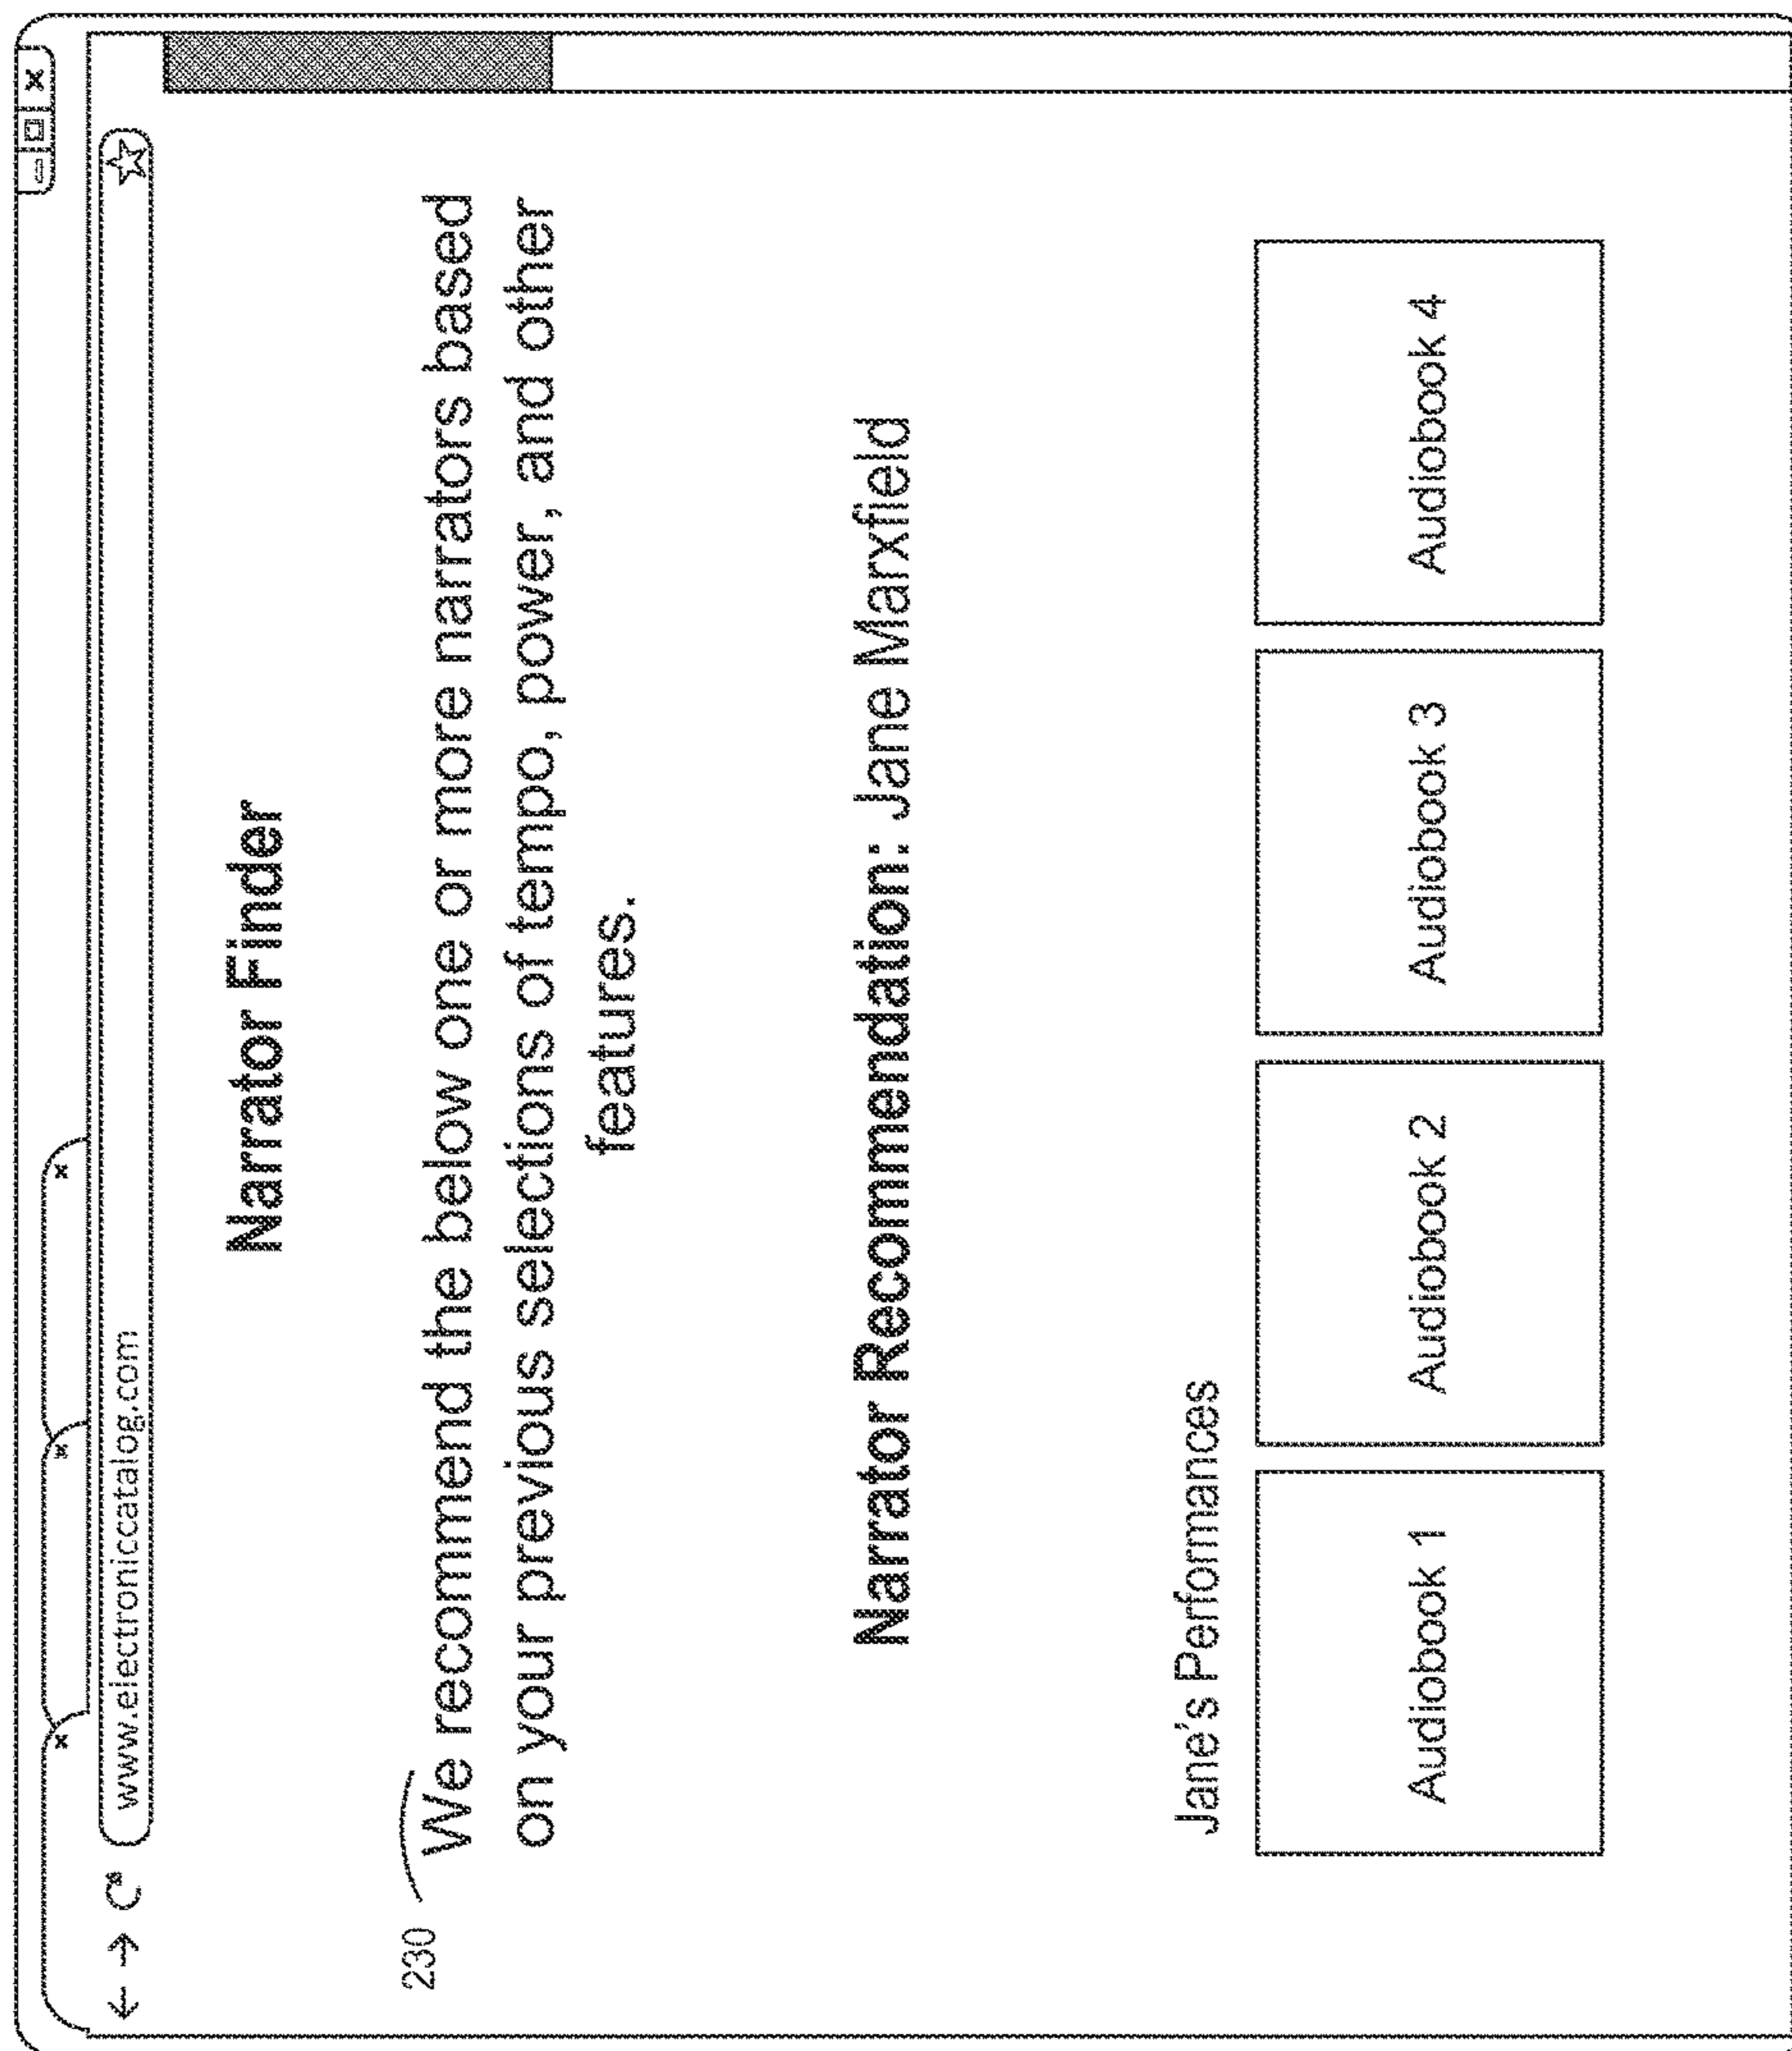 www.electroniccatalog.com
Narrator Finder
230
We recommend the below one or more narrators based
on your previous selections of tempo, power, and other
features.
Narrator Recommendation: Jane Marxfield
Jane's Performances
Audiobook 1
Audiobook 2
Audiobook 3
Audiobook 4